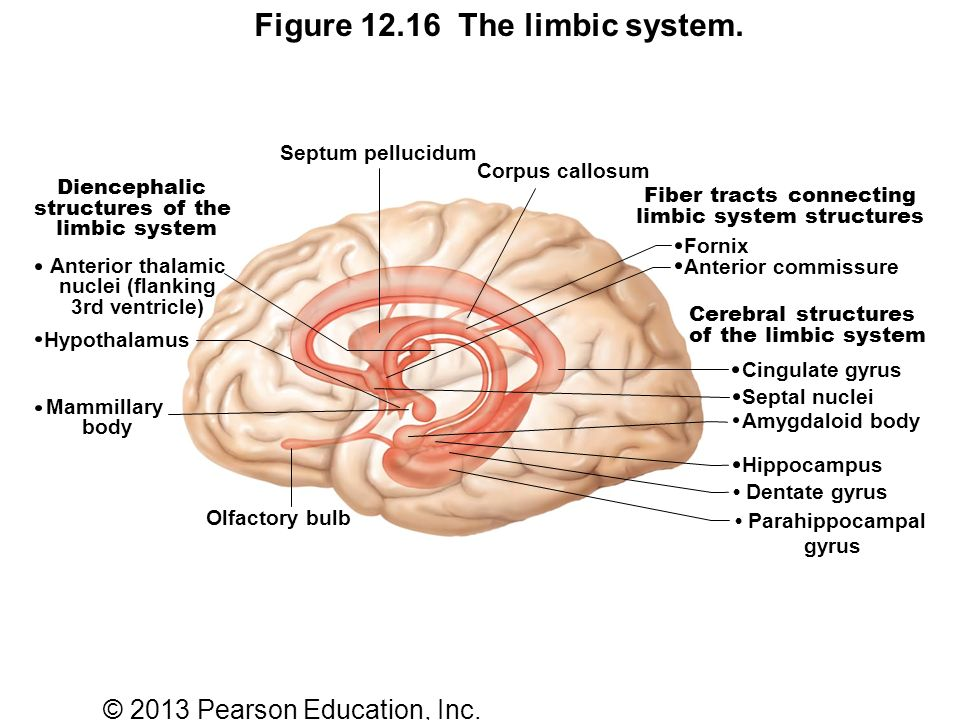 Figure 12.16 The limbic system.
Septum pellucidum
Corpus callosum
Diencephalic
structures of the
limbic system
• Anterior thalamic
nuclei (flanking
3rd ventricle)
•Hypothalamus
• Mammillary
body
Olfactory bulb
Fiber tracts connecting
limbic system structures
•Fornix
•Anterior commissure
Cerebral structures
of the limbic system
•Cingulate gyrus
•Septal nuclei
•Amygdaloid body
•Hippocampus
• Dentate gyrus
• Parahippocampal
gyrus
© 2013 Pearson Education, Inc.